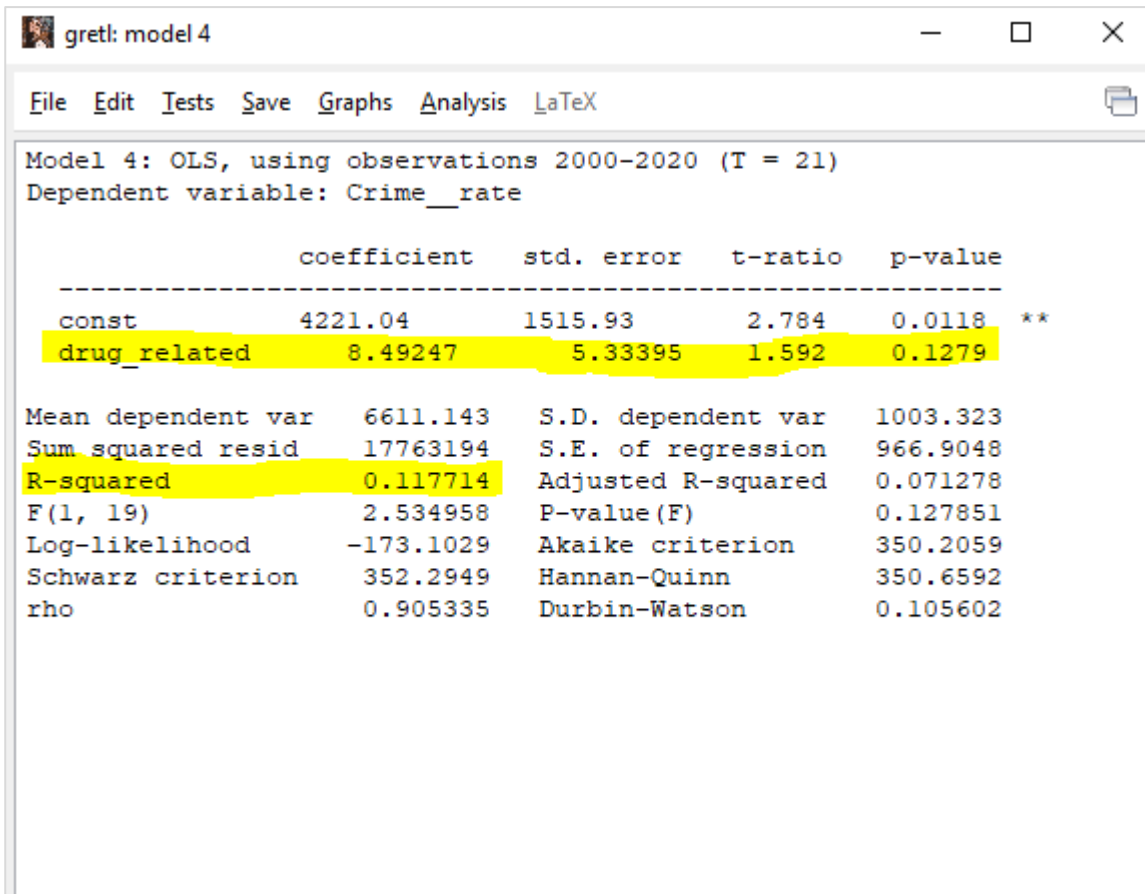 gretl: model 4
File Edit Tests Save Graphs Analysis LaTeX
Model 4: OLS, using observations 2000-2020 (T = 21)
Dependent variable: Crime__rate
coefficient std. error t-ratio p-value
------------------------------------------------------------
const 4221.04 1515.93 2.784 0.0118 **
drug_related 8.49247 5.33395 1.592 0.1279
Mean dependent var 6611.143 S.D. dependent var 1003.323
Sum squared resid 17763194 S.E. of regression 966.9048
R-squared 0.117714 Adjusted R-squared 0.071278
F(1, 19) 2.534958 P-value(F) 0.127851
Log-likelihood -173.1029 Akaike criterion 350.2059
Schwarz criterion 352.2949 Hannan-Quinn 350.6592
rho 0.905335 Durbin-Watson 0.105602